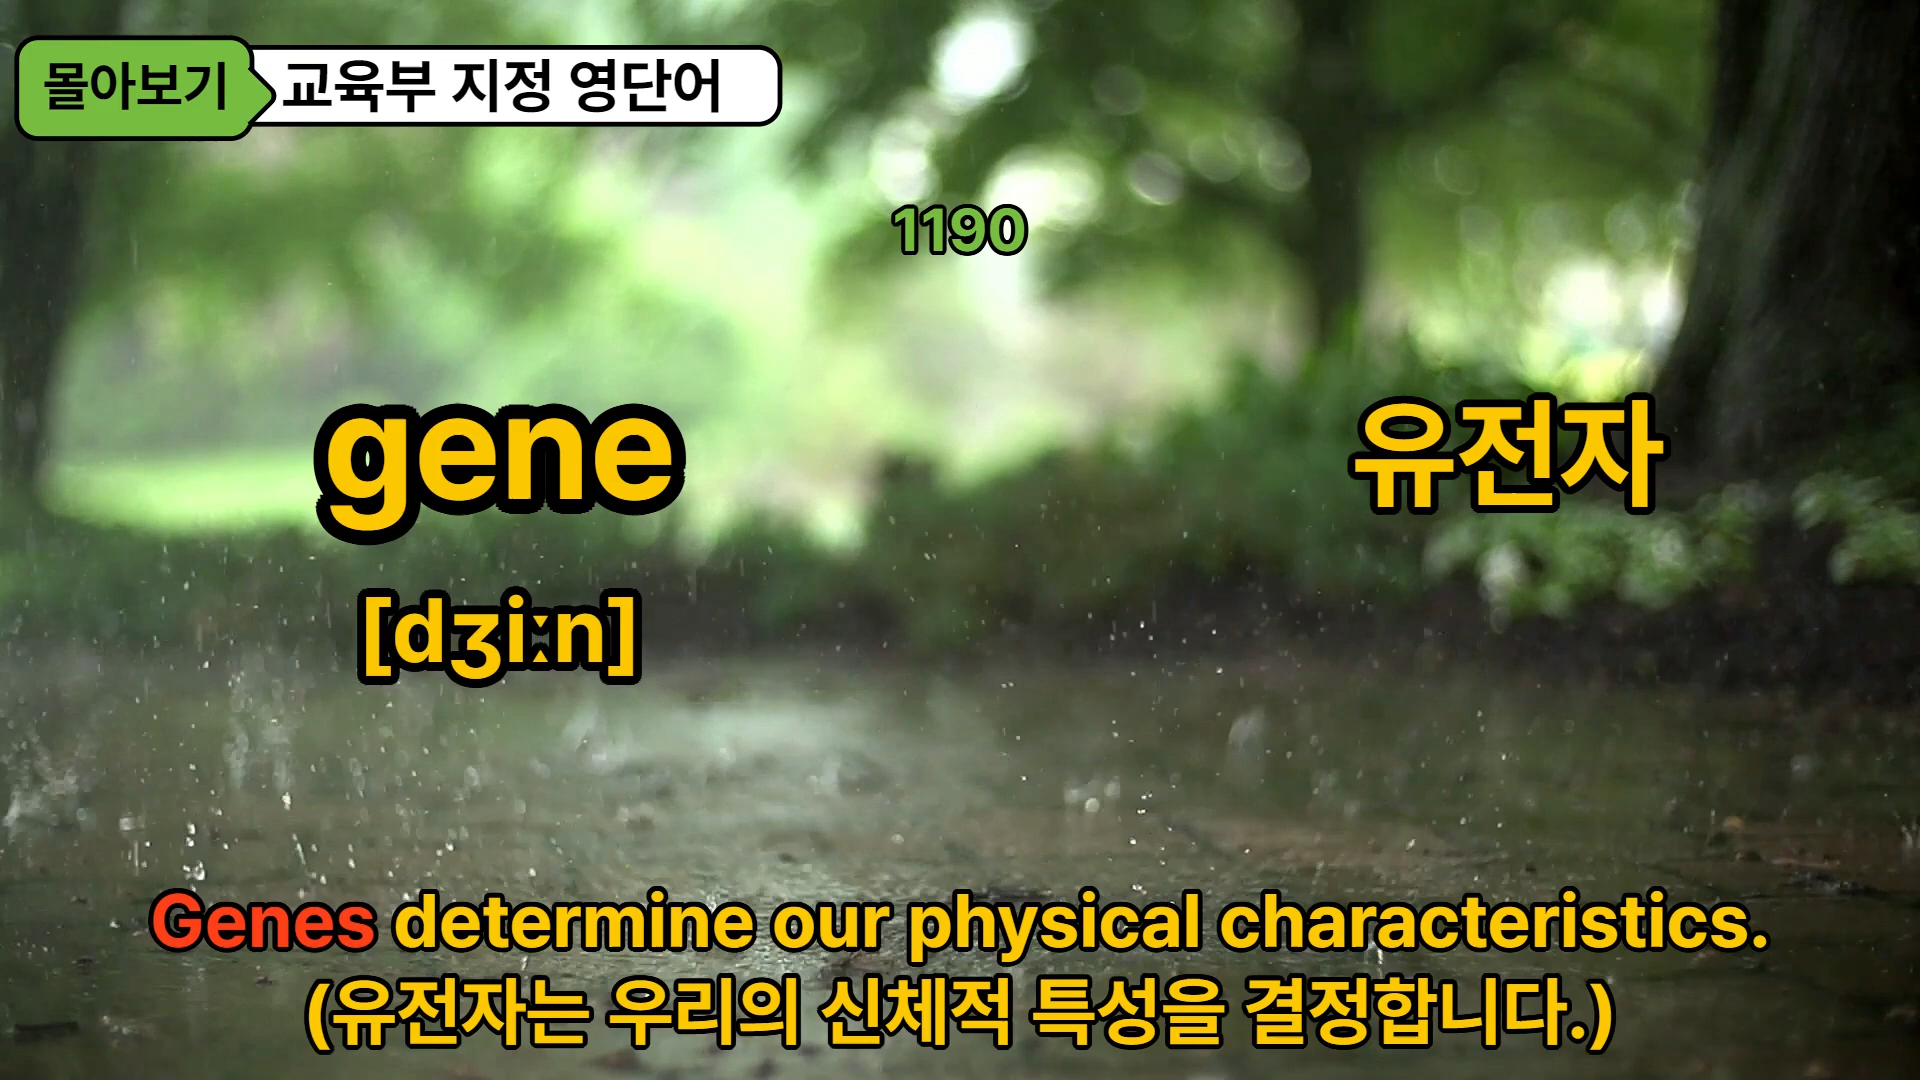 몰아보기 교육부 지정 영단어
1190
gene 유전자
[dʒiːn]
Genes determine our physical characteristics.
(유전자는 우리의 신체적 특성을 결정합니다.)